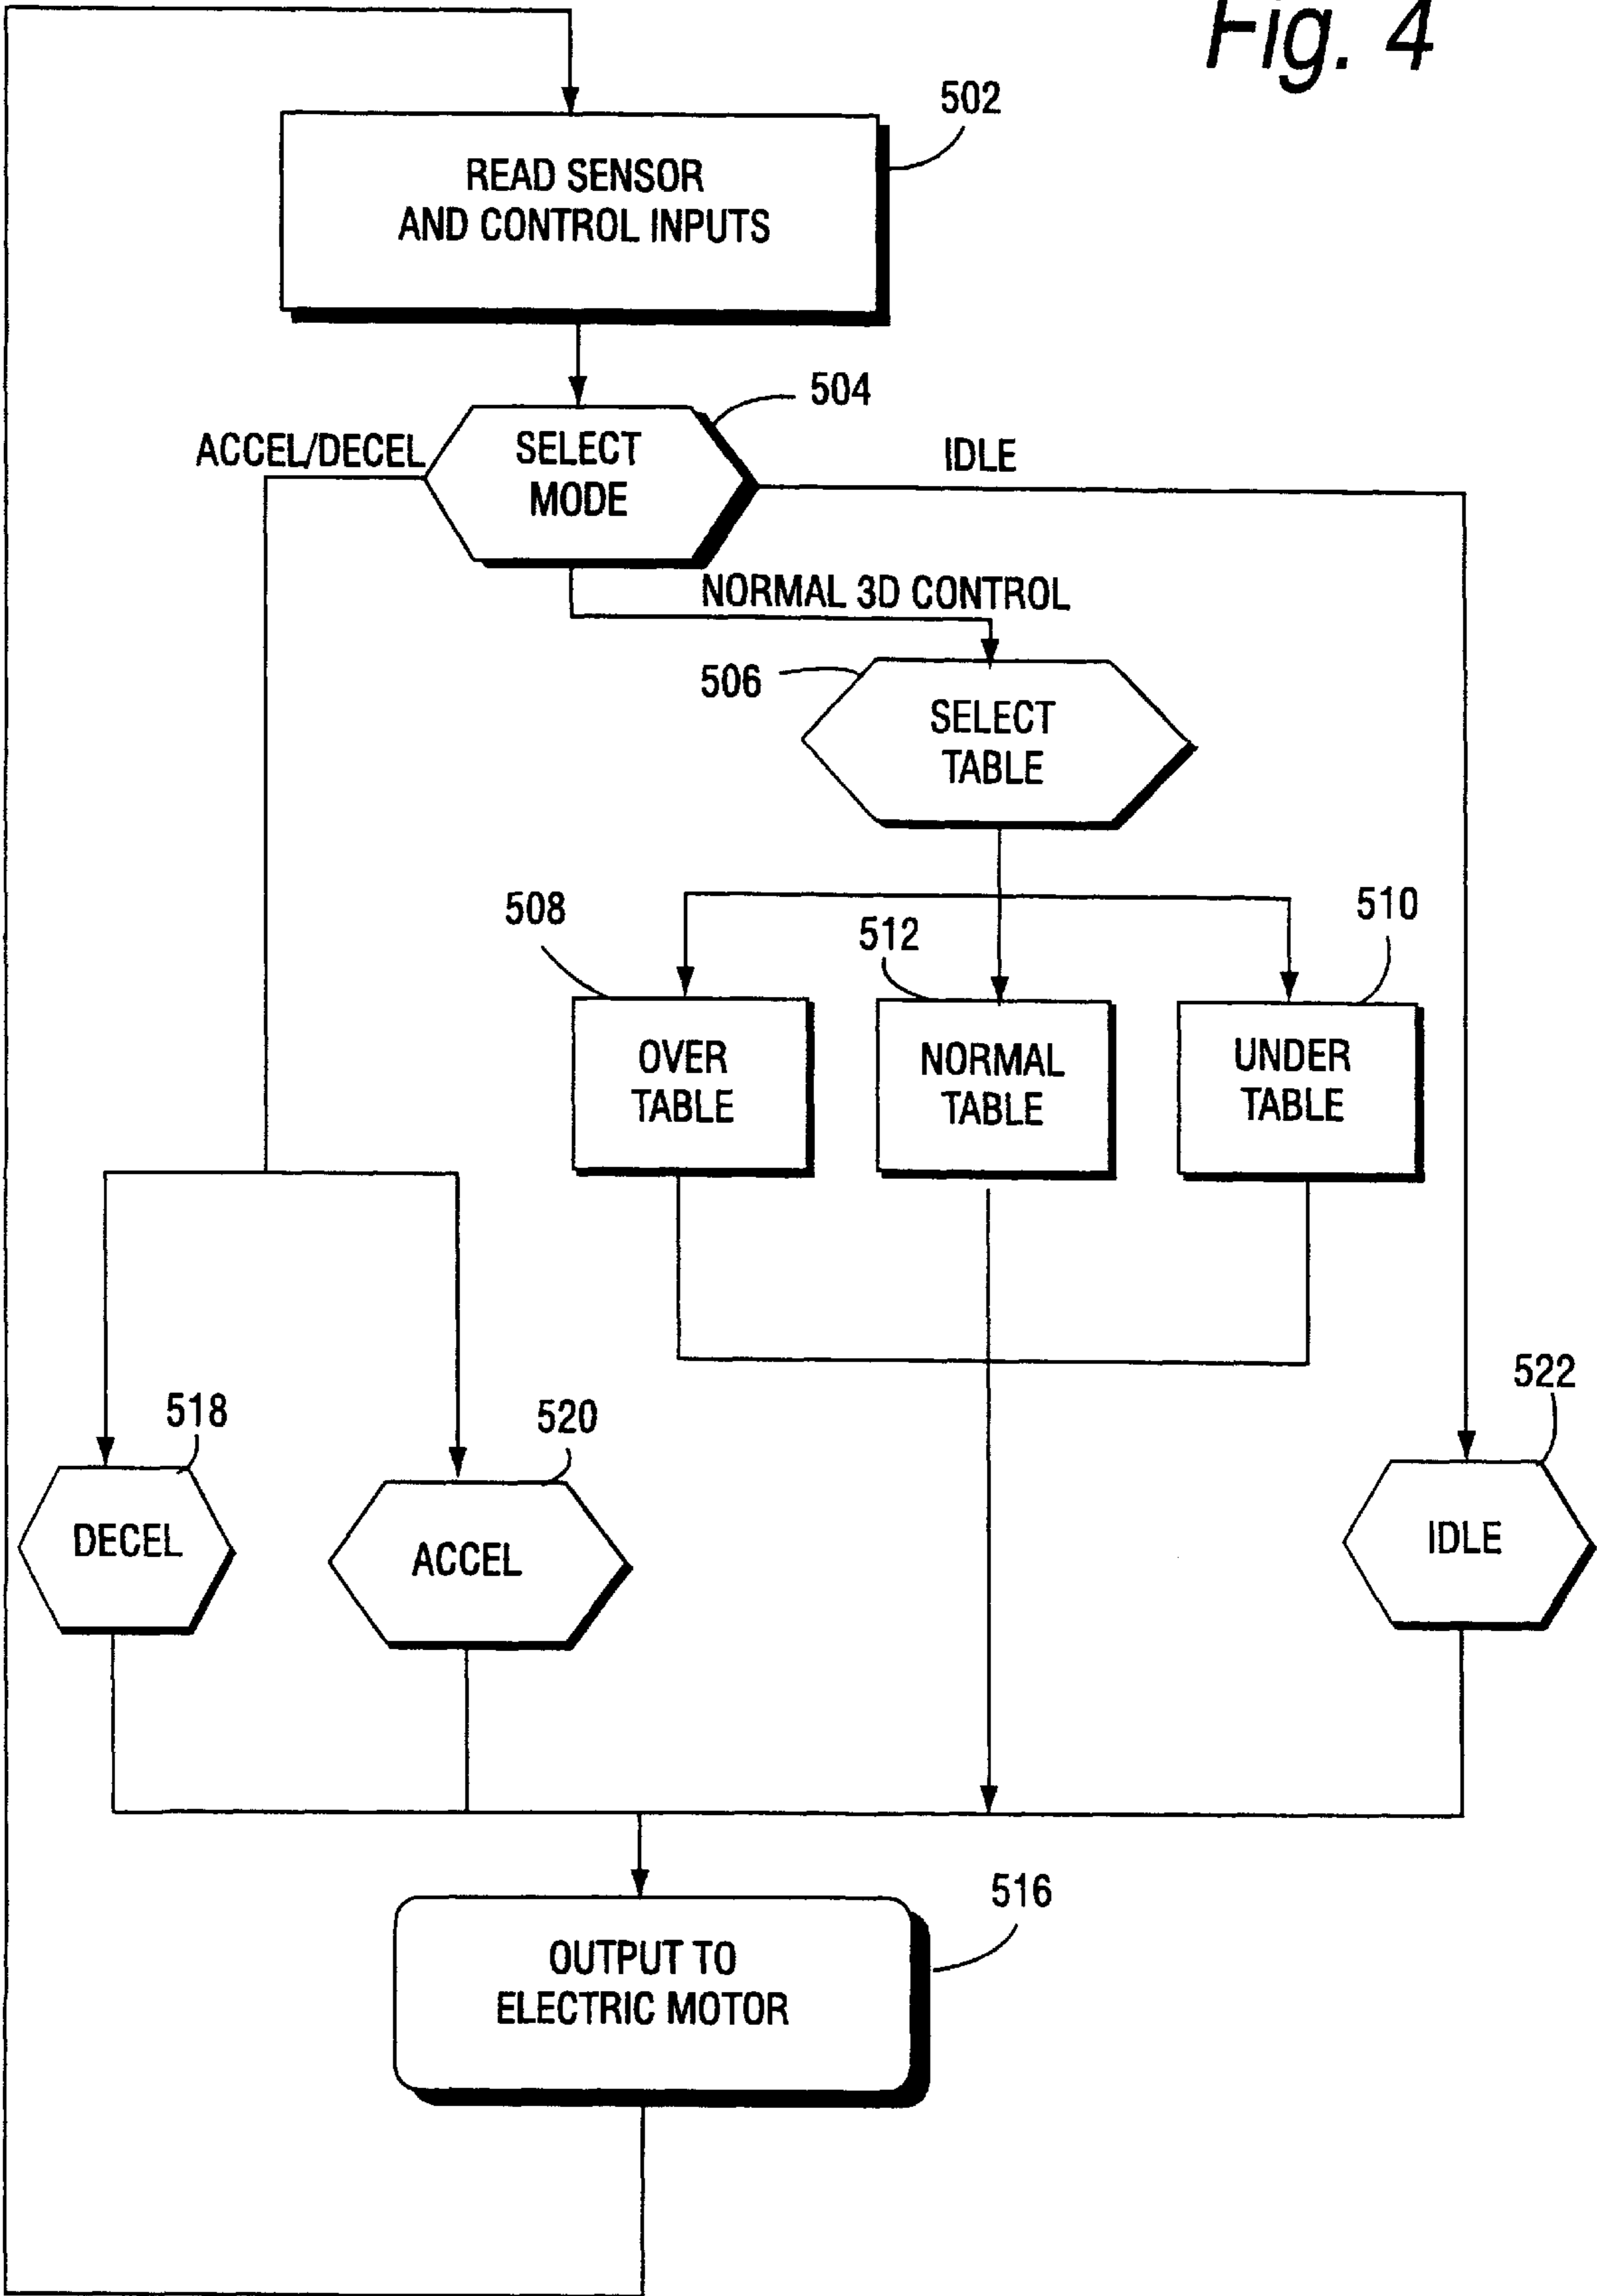 Fig. 4
502
READ SENSOR
AND CONTROL INPUTS
504
ACCEL/DECEL
SELECT
MODE
IDLE
NORMAL 3D CONTROL
506
SELECT
TABLE
508
512
510
OVER
TABLE
NORMAL
TABLE
UNDER
TABLE
518
520
522
DECEL
ACCEL
IDLE
516
OUTPUT TO
ELECTRIC MOTOR